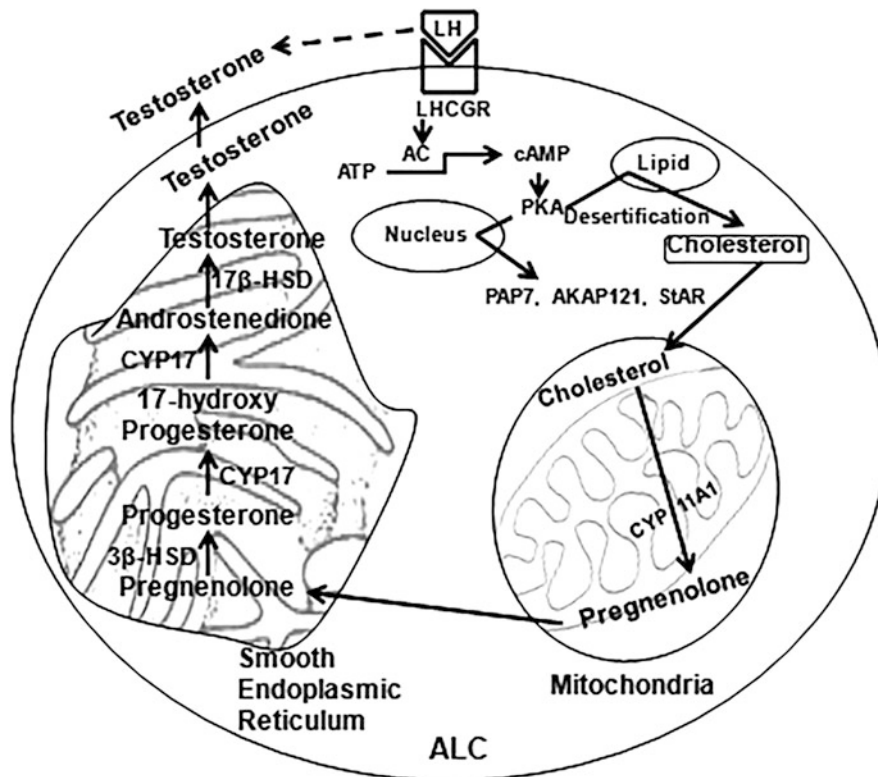 LH
Testosterone
LHCGR
Testosterone
AC
ATP
cAMP
Lipid
PKA
Desertification
Nucleus
Cholesterol
PAP7, AKAP121, StAR
Testosterone
17β-HSD
Androstenedione
CYP17
17-hydroxy
Progesterone
CYP17
Progesterone
3β-HSD
Pregnenolone
Cholesterol
CYP 11A1
Pregnenolone
Smooth
Endoplasmic
Reticulum
Mitochondria
ALC